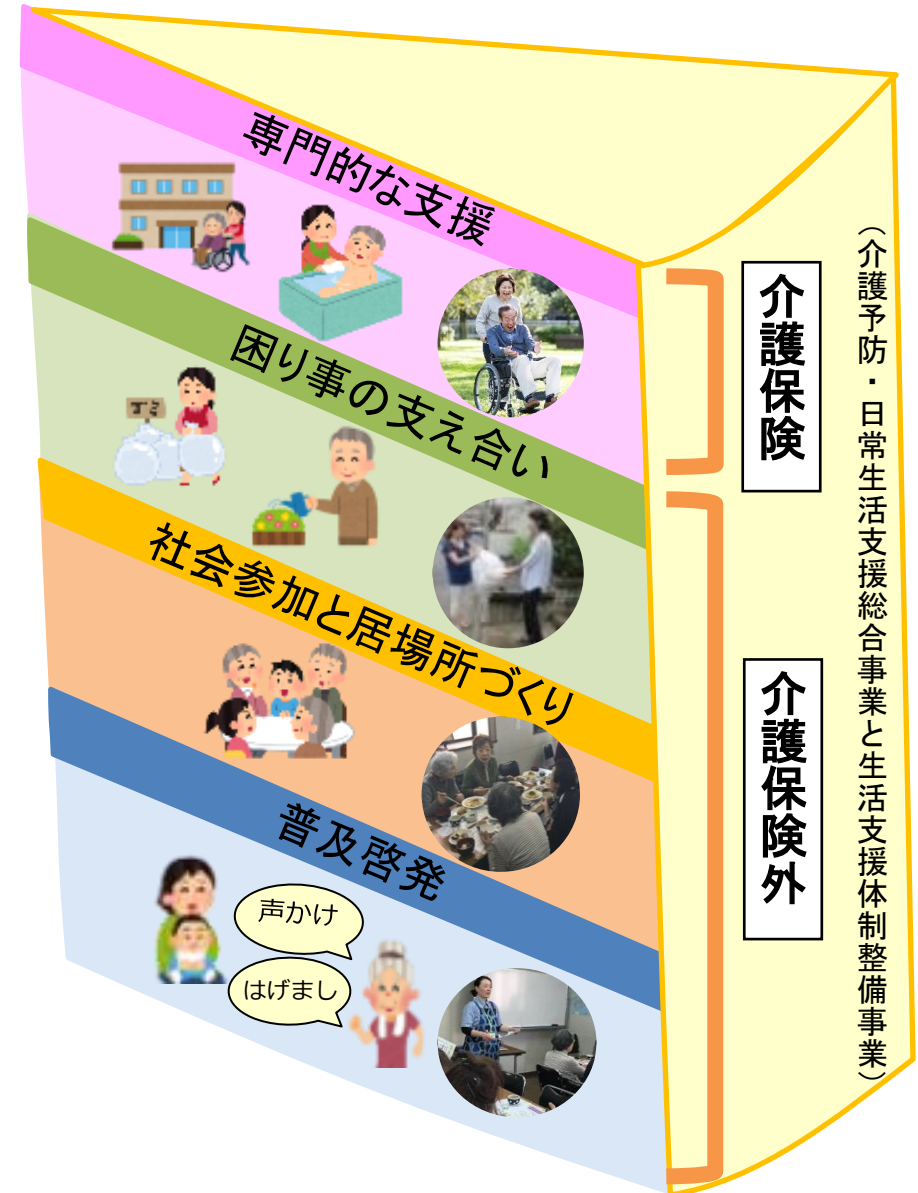 専門的な支援
困り事の支え合い
ゴミ
社会参加と居場所づくり
普及啓発
声かけ
はげまし
介護保険
介護保険外
（介護予防・日常生活支援総合事業と生活支援体制整備事業）